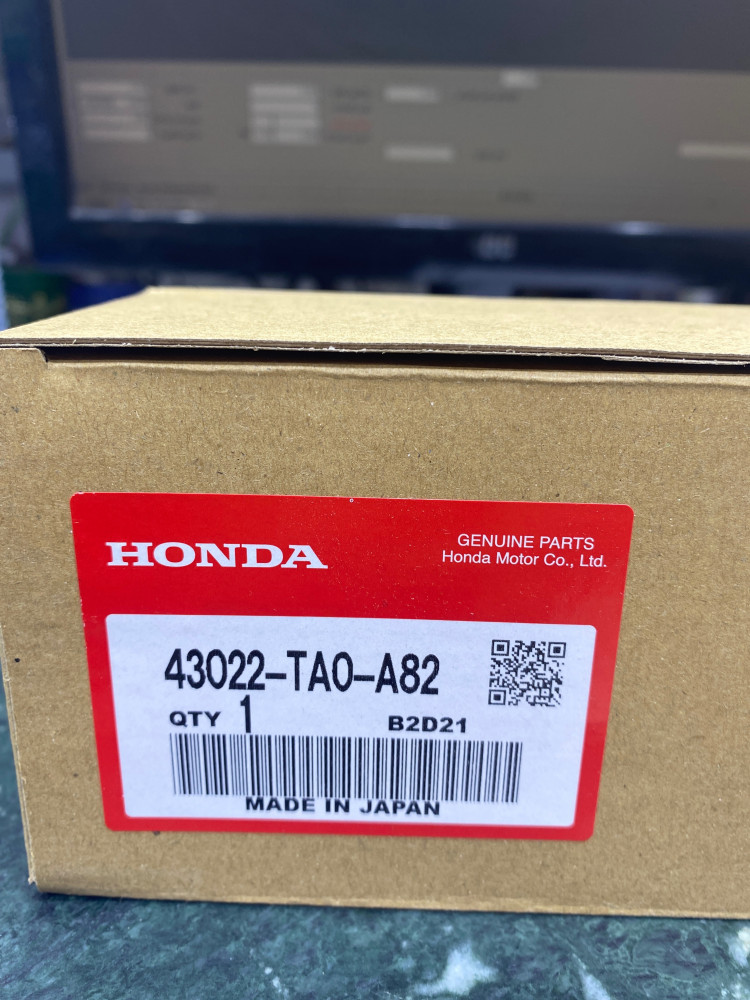 HONDA
GENUINE PARTS
Honda Motor Co., Ltd.
43022-TA0-A82
QTY 1
B2D21
MADE IN JAPAN